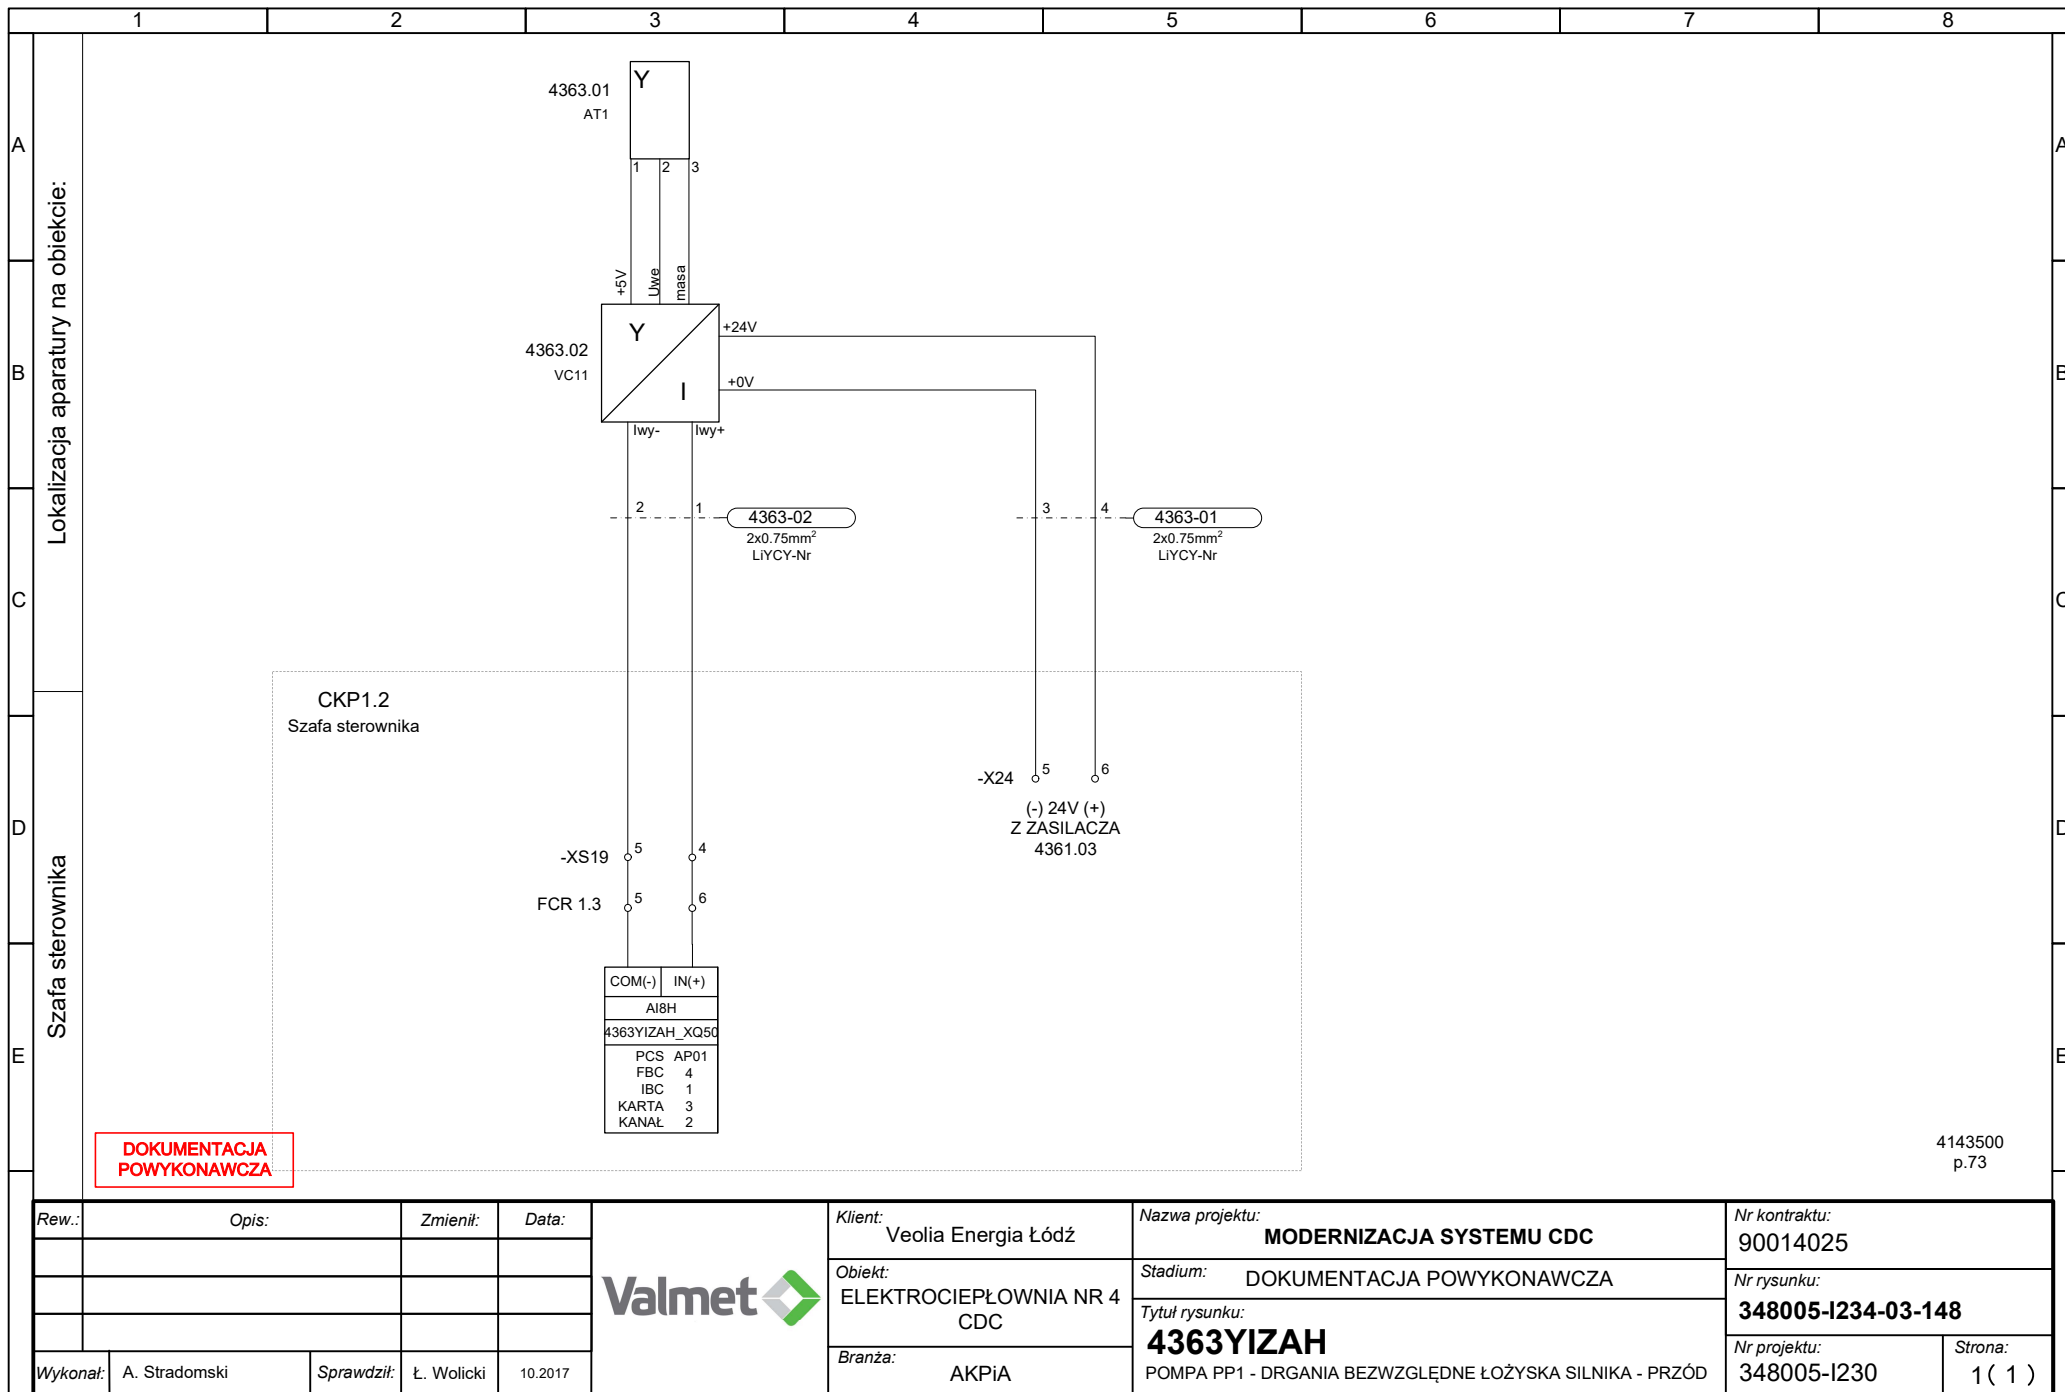 1 2 3 4 5 6 7 8
A
B
C
D
E
A
B
C
D
E
Lokalizacja aparatury na obiekcie:
Szafa sterownika
4363.01
AT1
Y
1 2 3
+5V Uwe masa
4363.02
VC11
Y
I
+24V
+0V
Iwy- Iwy+
2 1
4363-02
2x0.75mm²
LiYCY-Nr
3 4
4363-01
2x0.75mm²
LiYCY-Nr
CKP1.2
Szafa sterownika
-X24 5 6
(-) 24V (+)
Z ZASILACZA
4361.03
-XS19 5 4
FCR 1.3 5 6
COM(-) IN(+)
AI8H
4363YIZAH_XQ50
PCS AP01
FBC 4
IBC 1
KARTA 3
KANAŁ 2
DOKUMENTACJA
POWYKONAWCZA
4143500
p.73
Rew.: Opis: Zmienił: Data:
Wykonał: A. Stradomski Sprawdził: Ł. Wolicki 10.2017
Valmet
Klient:
Veolia Energia Łódź
Obiekt:
ELEKTROCIEPŁOWNIA NR 4
CDC
Branża:
AKPiA
Nazwa projektu:
MODERNIZACJA SYSTEMU CDC
Stadium: DOKUMENTACJA POWYKONAWCZA
Tytuł rysunku:
4363YIZAH
POMPA PP1 - DRGANIA BEZWZGLĘDNE ŁOŻYSKA SILNIKA - PRZÓD
Nr kontraktu:
90014025
Nr rysunku:
348005-I234-03-148
Nr projektu:
348005-I230
Strona:
1( 1 )